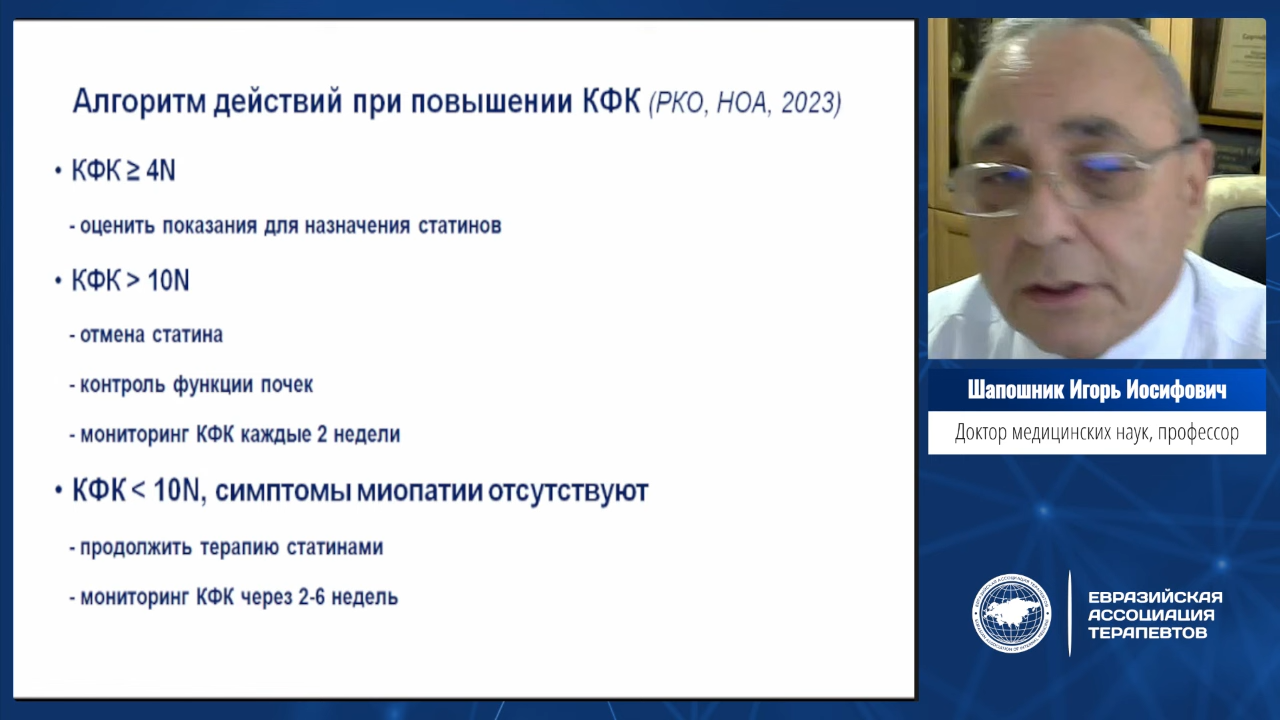 Алгоритм действий при повышении КФК (РКО, НОА, 2023)
• КФК ≥ 4N
- оценить показания для назначения статинов
• КФК > 10N
- отмена статина
- контроль функции почек
- мониторинг КФК каждые 2 недели
• КФК < 10N, симптомы миопатии отсутствуют
- продолжить терапию статинами
- мониторинг КФК через 2-6 недель
Шапошник Игорь Иосифович
Доктор медицинских наук, профессор
ЕВРАЗИЙСКАЯ
АССОЦИАЦИЯ
ТЕРАПЕВТОВ